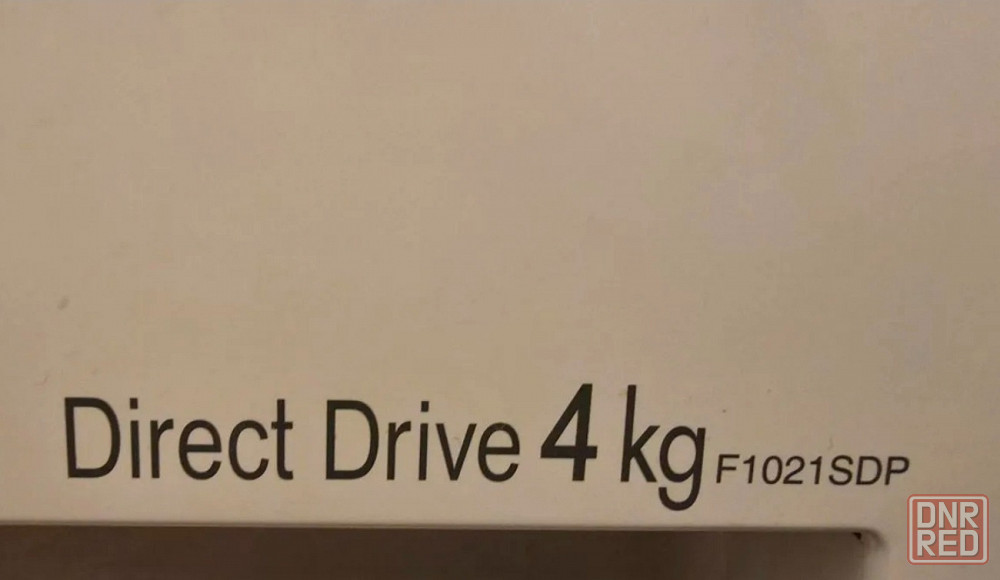 Direct Drive 4 kg F1021SDP
DNR
RED